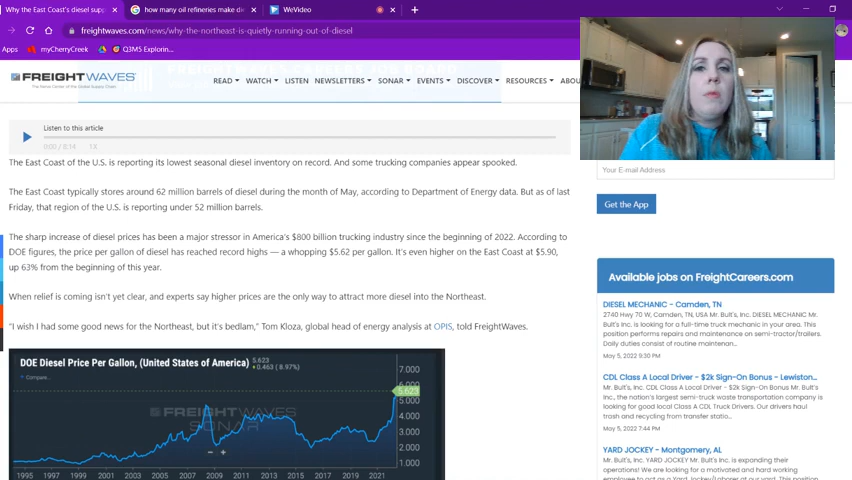 Why the East Coast's diesel supp
how many oil refineries make die
WeVideo
freightwaves.com/news/why-the-northeast-is-quietly-running-out-of-diesel
Apps
myCherryCreek
Q3M5 Explorin...
FREIGHTWAVES
The Nerve Center of the Global Supply Chain
READ
WATCH
LISTEN
NEWSLETTERS
SONAR
EVENTS
DISCOVER
RESOURCES
ABOU
Listen to this article
0:00 / 8:14 1X
The East Coast of the U.S. is reporting its lowest seasonal diesel inventory on record. And some trucking companies appear spooked.
The East Coast typically stores around 62 million barrels of diesel during the month of May, according to Department of Energy data. But as of last
Friday, that region of the U.S. is reporting under 52 million barrels.
The sharp increase of diesel prices has been a major stressor in America's $800 billion trucking industry since the beginning of 2022. According to
DOE figures, the price per gallon of diesel has reached record highs — a whopping $5.62 per gallon. It's even higher on the East Coast at $5.90,
up 63% from the beginning of this year.
When relief is coming isn't yet clear, and experts say higher prices are the only way to attract more diesel into the Northeast.
"I wish I had some good news for the Northeast, but it's bedlam," Tom Kloza, global head of energy analysis at OPIS, told FreightWaves.
DOE Diesel Price Per Gallon, (United States of America)
5.623
0.463 ( 8.97%)
Compare...
FREIGHTWAVES
SONAR
7.000
6.000
5.623
5.000
4.000
3.000
2.000
1.000
1995 1997 1999 2001 2003 2005 2007 2009 2011 2013 2015 2017 2019 2021
Your E-mail Address
Get the App
Available jobs on FreightCareers.com
DIESEL MECHANIC - Camden, TN
2740 Hwy 70 W, Camden, TN, USA Mr. Bult's, Inc. DIESEL MECHANIC Mr.
Bult's Inc. is looking for a full-time truck mechanic in your area. This
position performs repairs and maintenance on semi-tractor/trailers.
Daily duties consist of routine maintenan...
May 5, 2022 9:30 PM
CDL Class A Local Driver - $2k Sign-On Bonus - Lewiston...
CDL Class A Local Driver - $2k Sign-On Bonus Mr. Bult's
Inc., the nation's largest semi-truck waste transportation company
is looking for good local Class A CDL Truck Drivers. Our drivers haul
trash and recycling from transfer statio...
May 5, 2022 7:44 PM
YARD JOCKEY - Montgomery, AL
Mr. Bult's, Inc. (MBI) has been setting and raising expectations of
refuse operations! We are looking for a motivated and hard working
employee to act as a Yard Jockey/Laborer at our yard. This position